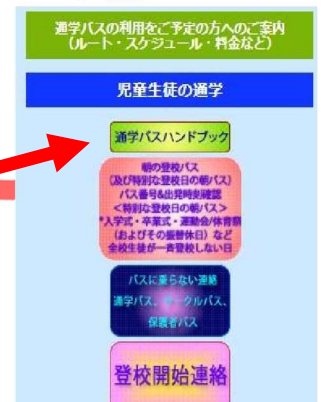 通学バスの利用をご予定の方へのご案内
(ルート・スケジュール・料金など)
児童生徒の通学
通学バスハンドブック
朝の登校バス
(及び特別な登校日の朝バス)
バス番号&出発時刻確認
<特別な登校日の朝バス>
*入学式・卒業式・運動会/体育祭
(およびその振替休日)など
全校生徒が一斉登校しない日
バスに乗らない連絡
通学バス、サークルバス、
保護者バス
登校開始連絡